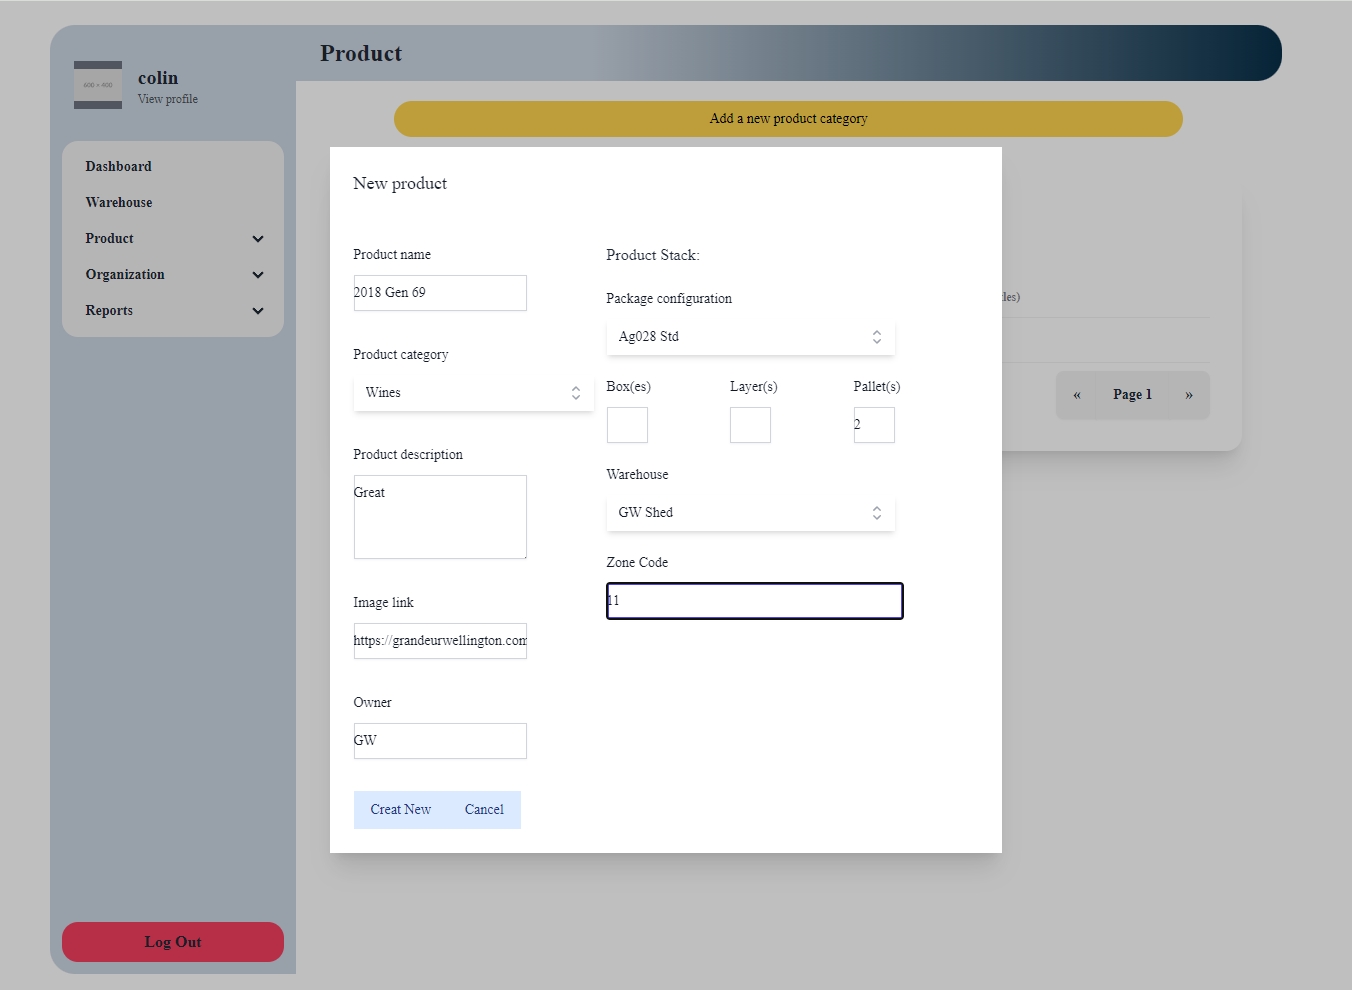 Product
600 × 400
colin
View profile
Add a new product category
Dashboard
Warehouse
Product
Organization
Reports
Log Out
New product
Product name
2018 Gen 69
Product category
Wines
Product description
Great
Image link
https://grandeurwellington.com
Owner
GW
Creat New
Cancel
Product Stack:
Package configuration
Ag028 Std
Box(es)
Layer(s)
Pallet(s)
2
Warehouse
GW Shed
Zone Code
11
« Page 1 »